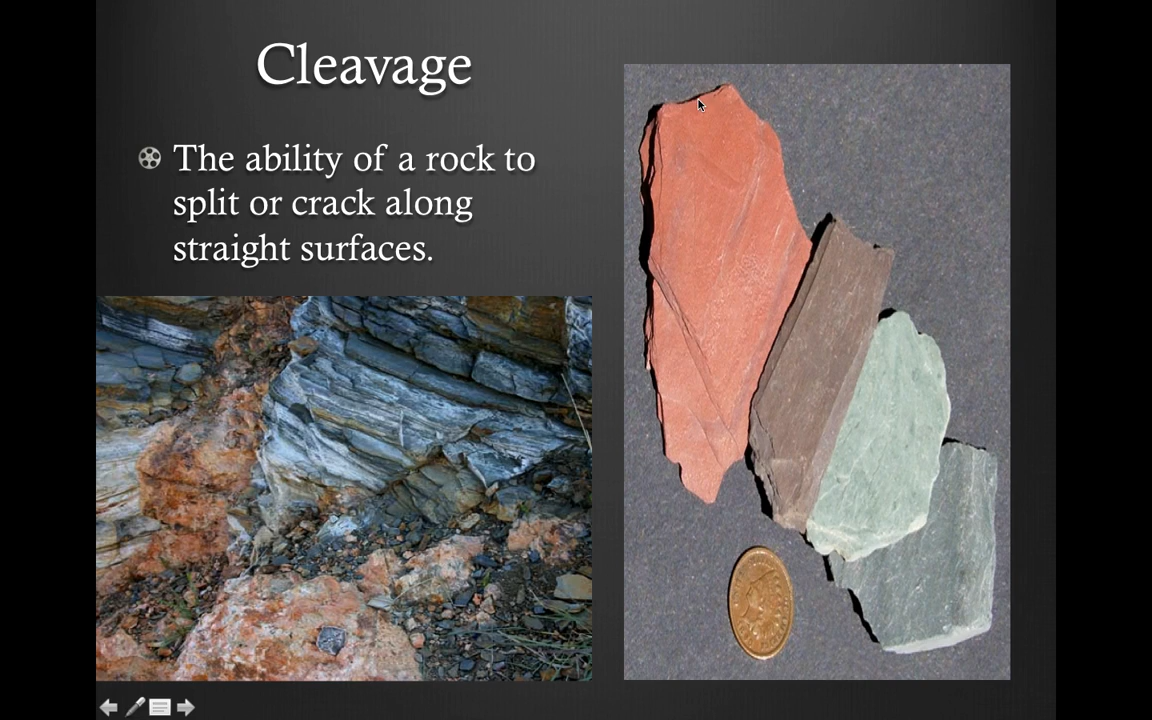 Cleavage
The ability of a rock to
split or crack along
straight surfaces.